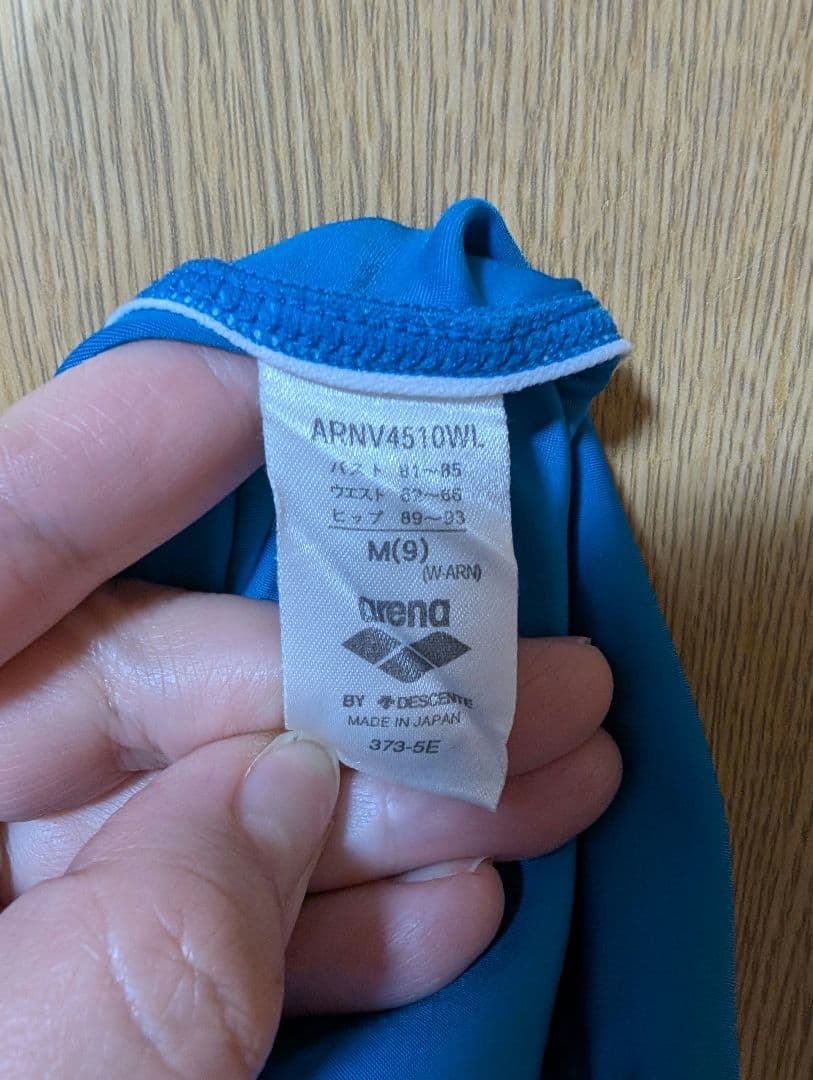 ARNV4510WL
バスト 81〜85
ウエスト 62〜66
ヒップ 89〜93
M(9)
(W-ARN)
arena
BY DESCENTE
MADE IN JAPAN
373-5E